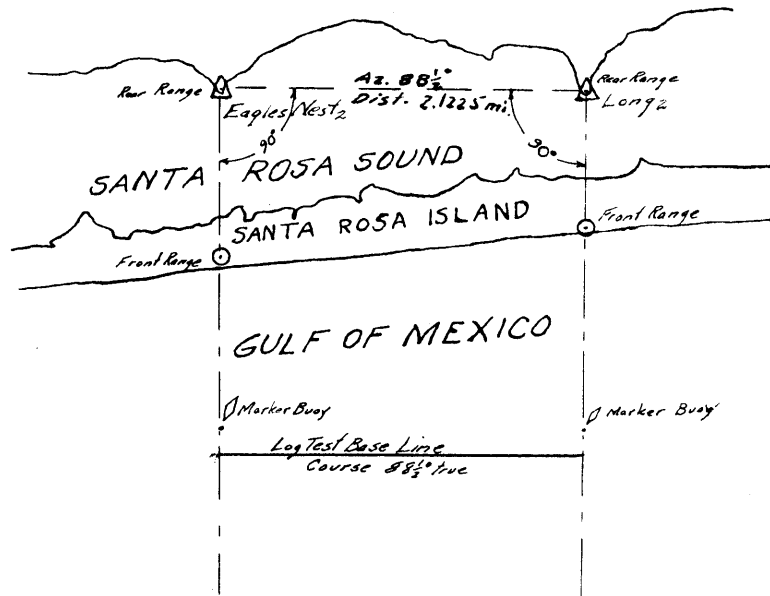 Az. 88½°
Rear Range
Rear Range
Dist. 2.1225 mi.
Eagles Nest 2
Long 2
90°
90°
SANTA ROSA SOUND
SANTA ROSA ISLAND
Front Range
Front Range
GULF OF MEXICO
Marker Buoy
Marker Buoy
Log Test Base Line
Course 88½° true